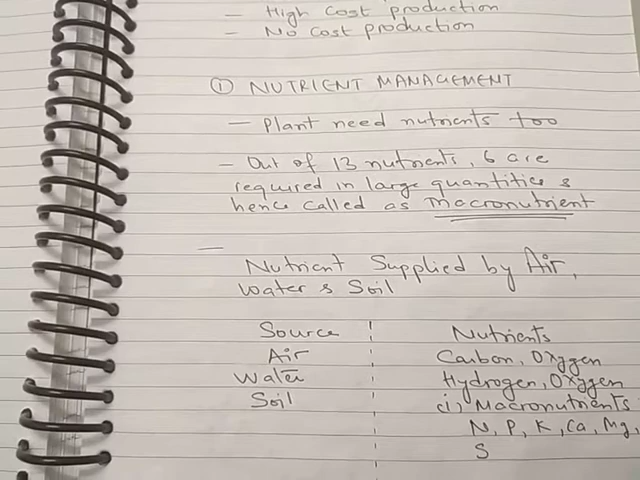 - High Cost production
- No Cost production
① NUTRIENT MANAGEMENT
- Plant need nutrients too
- Out of 13 nutrients, 6 are
required in large quantities &
hence called as macronutrient
-
Nutrient Supplied by Air,
Water & Soil
Source Nutrients
Air Carbon, Oxygen
Water Hydrogen, Oxygen
Soil (i) Macronutrients
N, P, K, Ca, Mg,
S